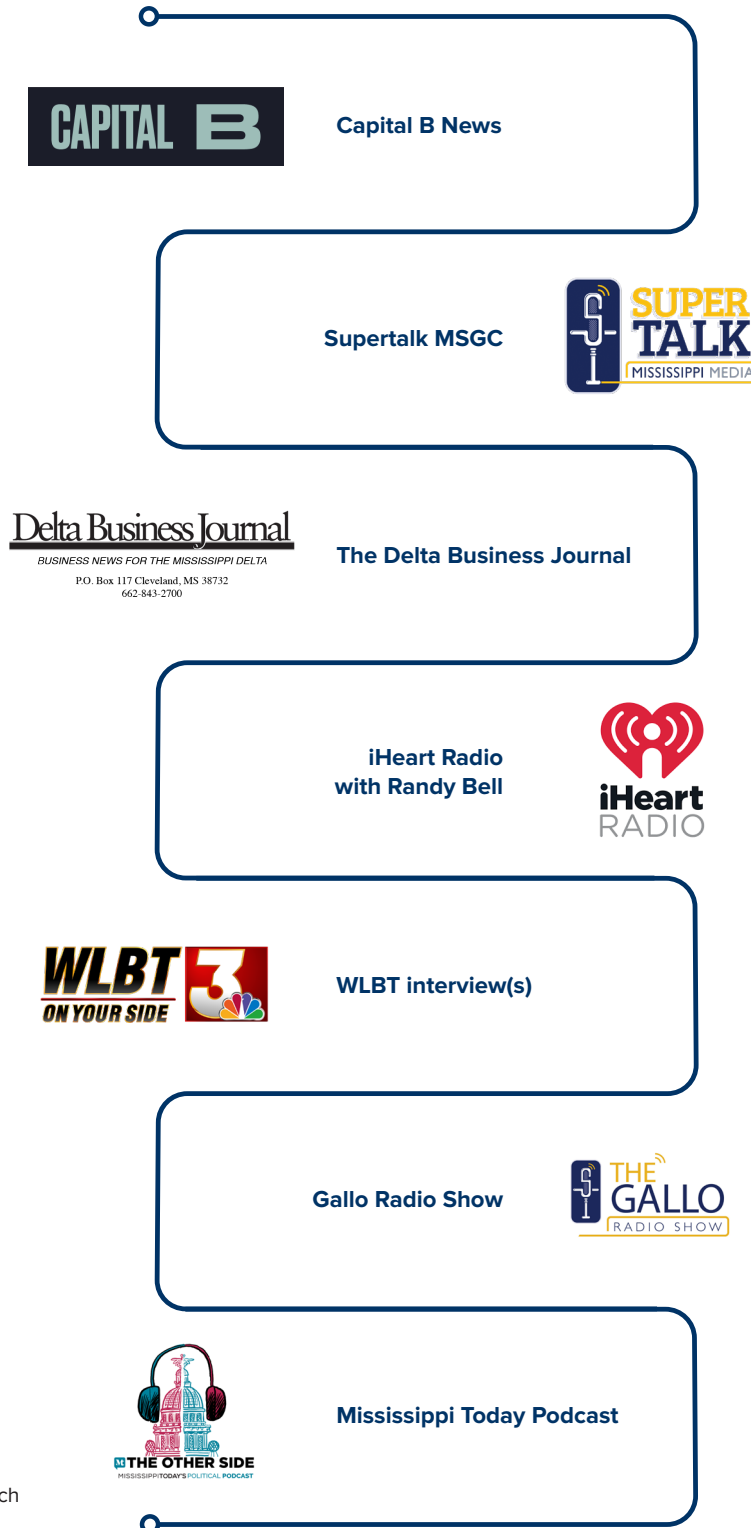 CAPITAL B
Capital B News
Supertalk MSGC
SUPER
TALK
MISSISSIPPI MEDIA
Delta Business Journal
BUSINESS NEWS FOR THE MISSISSIPPI DELTA
P.O. Box 117 Cleveland, MS 38732
662-843-2700
The Delta Business Journal
iHeart Radio
with Randy Bell
iHeart
RADIO
WLBT 3
ON YOUR SIDE
WLBT interview(s)
Gallo Radio Show
THE
GALLO
RADIO SHOW
Mississippi Today Podcast
THE OTHER SIDE
MISSISSIPPITODAY'S POLITICAL PODCAST
ch